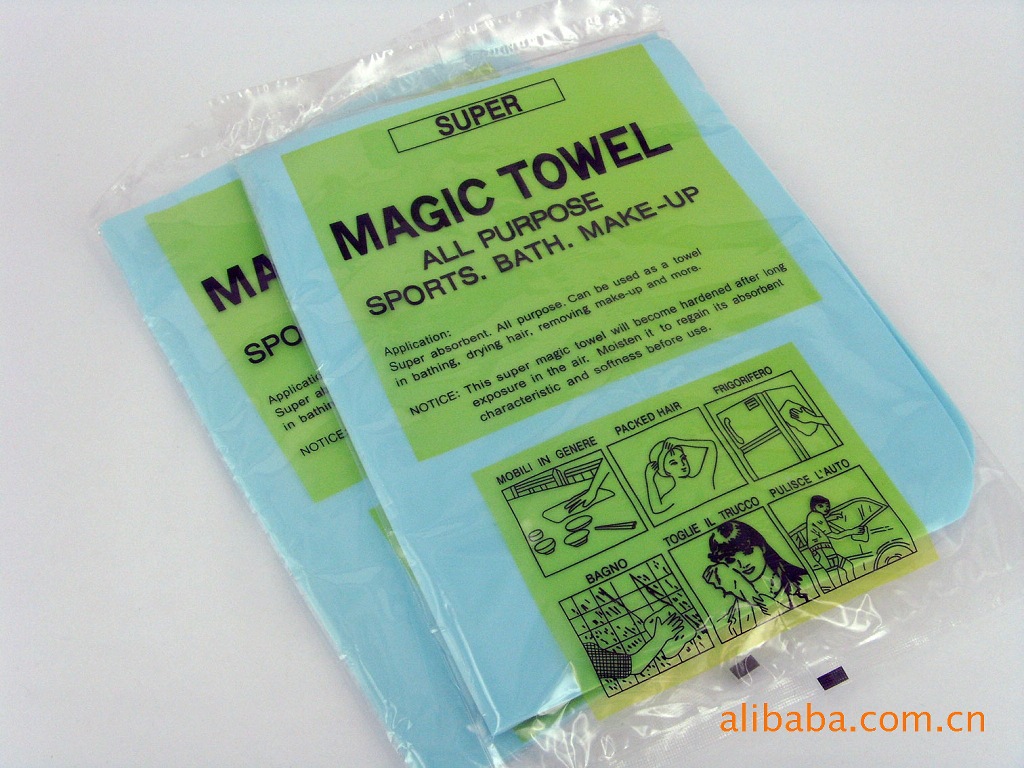 SUPER
MAGIC TOWEL
ALL PURPOSE
SPORTS. BATH. MAKE-UP
Application:
Super absorbent. All purpose. Can be used as a towel
in bathing, drying hair, removing make-up and more.
NOTICE: This super magic towel will become hardened after long
exposure in the air. Moisten it to regain its absorbent
characteristic and softness before use.
MOBILI IN GENERE
PACKED HAIR
FRIGORIFERO
BAGNO
TOGLIE IL TRUCCO
PULISCE L'AUTO
MA
SPO
Applicatio
Super a
in bathi
NOTICE:
alibaba.com.cn